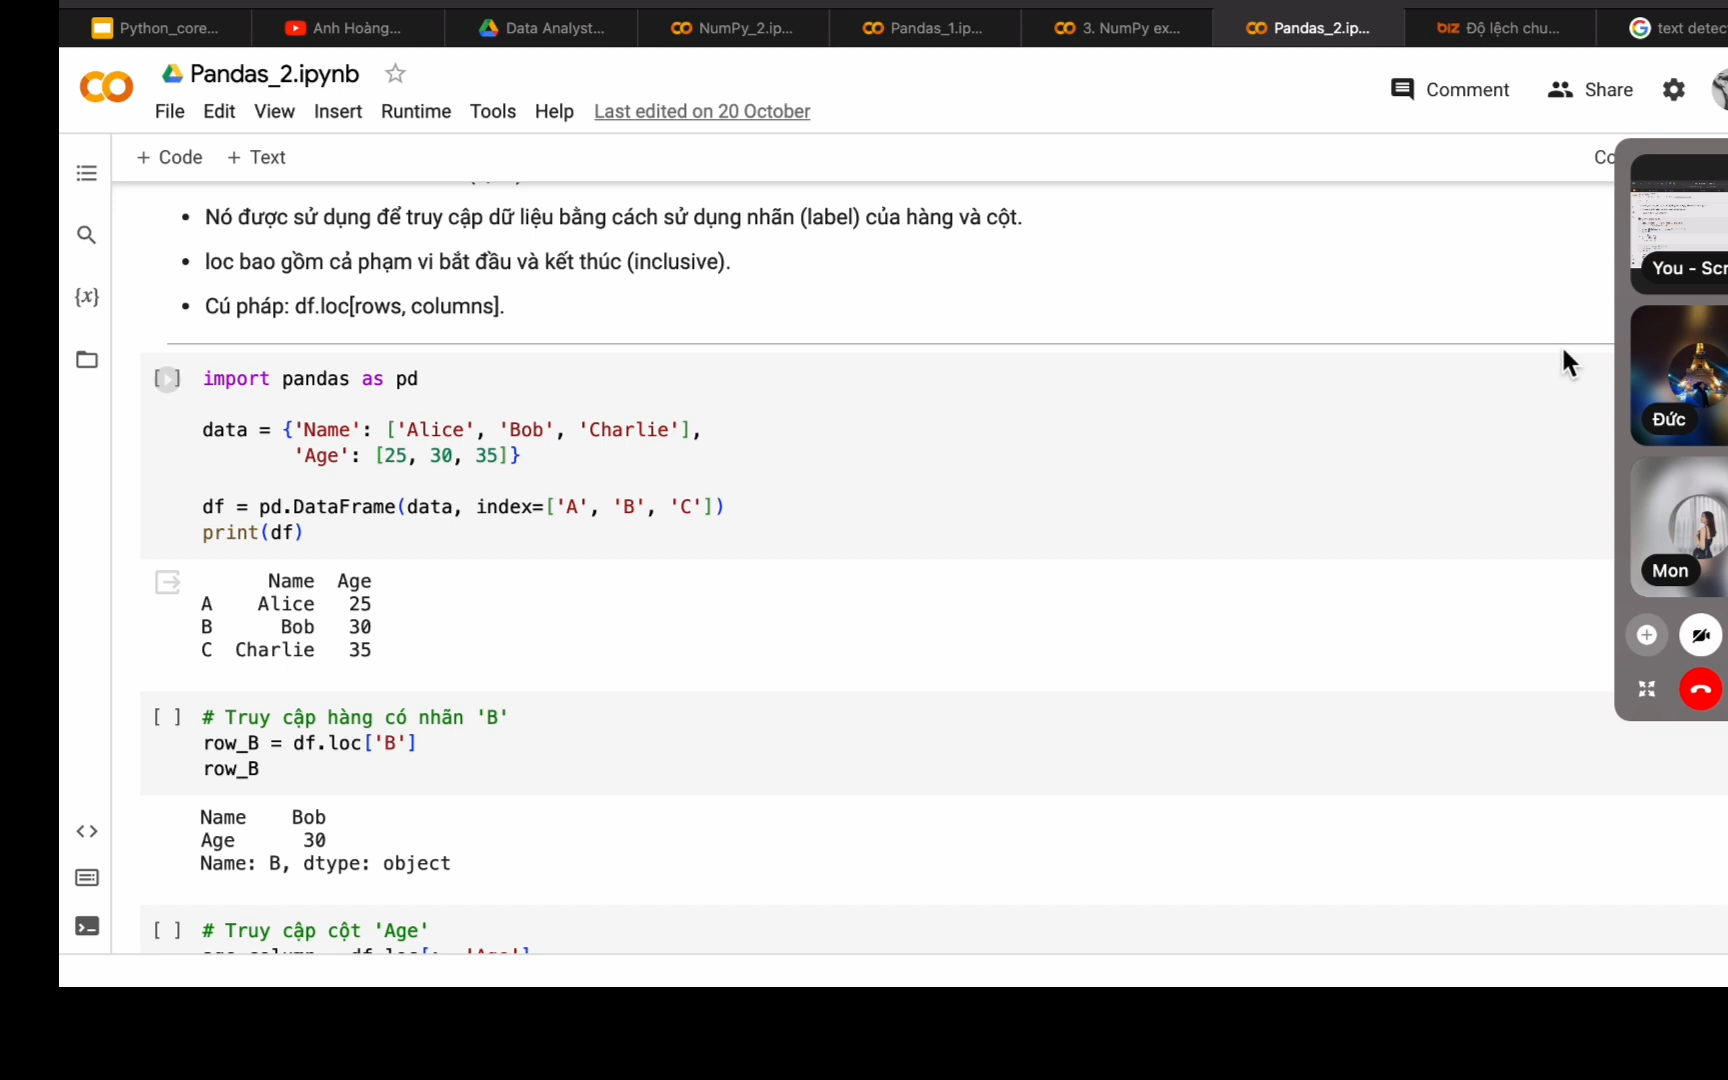 Python_core...
Anh Hoàng...
Data Analyst...
NumPy_2.ip...
Pandas_1.ip...
3. NumPy ex...
Pandas_2.ip...
BIZ Độ lệch chu...
text detec
Pandas_2.ipynb
Comment
Share
File Edit View Insert Runtime Tools Help Last edited on 20 October
+ Code + Text
Co
• Nó được sử dụng để truy cập dữ liệu bằng cách sử dụng nhãn (label) của hàng và cột.
• loc bao gồm cả phạm vi bắt đầu và kết thúc (inclusive).
• Cú pháp: df.loc[rows, columns].
import pandas as pd
data = {'Name': ['Alice', 'Bob', 'Charlie'],
'Age': [25, 30, 35]}
df = pd.DataFrame(data, index=['A', 'B', 'C'])
print(df)
Name Age
A Alice 25
B Bob 30
C Charlie 35
[ ] # Truy cập hàng có nhãn 'B'
row_B = df.loc['B']
row_B
Name Bob
Age 30
Name: B, dtype: object
[ ] # Truy cập cột 'Age'
You - Scr
Đức
Mon